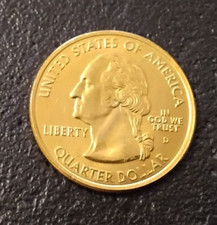 UNITED STATES OF AMERICA
LIBERTY
IN
GOD WE
TRUST
D
QUARTER DOLLAR